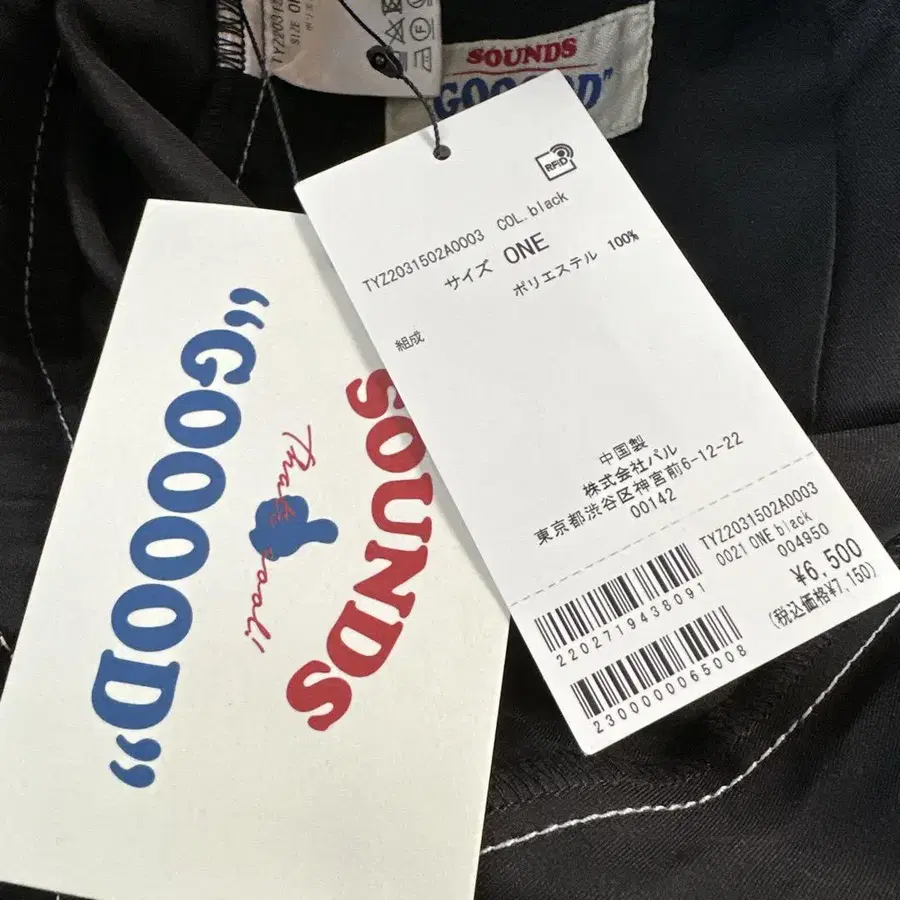 SOUNDS
GOOOOD"
RFID
TYZ2031502A0003 COL.black
サイズ ONE
組成 ポリエステル 100%
中国製
株式会社パル
東京都渋谷区神宮前6-12-22
00142
TYZ2031502A0003
0021 ONE black
004950
¥6,500
(税込価格¥7,150)
2202719438091
2300000065008
SOUNDS
"GOOOOD"